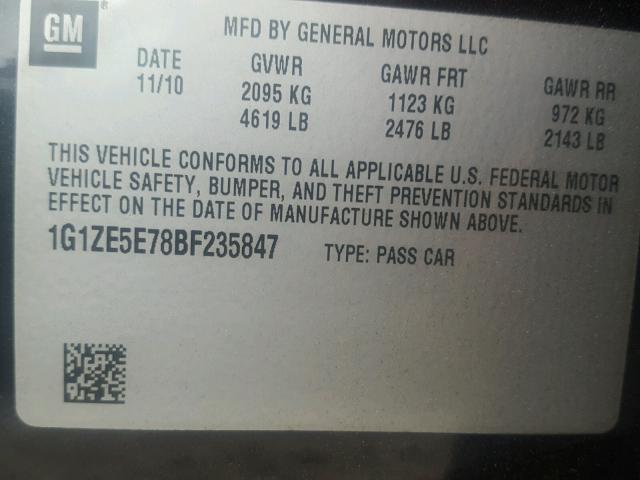 GM®
MFD BY GENERAL MOTORS LLC
DATE GVWR GAWR FRT GAWR RR
11/10 2095 KG 1123 KG 972 KG
4619 LB 2476 LB 2143 LB
THIS VEHICLE CONFORMS TO ALL APPLICABLE U.S. FEDERAL MOTOR
VEHICLE SAFETY, BUMPER, AND THEFT PREVENTION STANDARDS IN
EFFECT ON THE DATE OF MANUFACTURE SHOWN ABOVE.
1G1ZE5E78BF235847 TYPE: PASS CAR